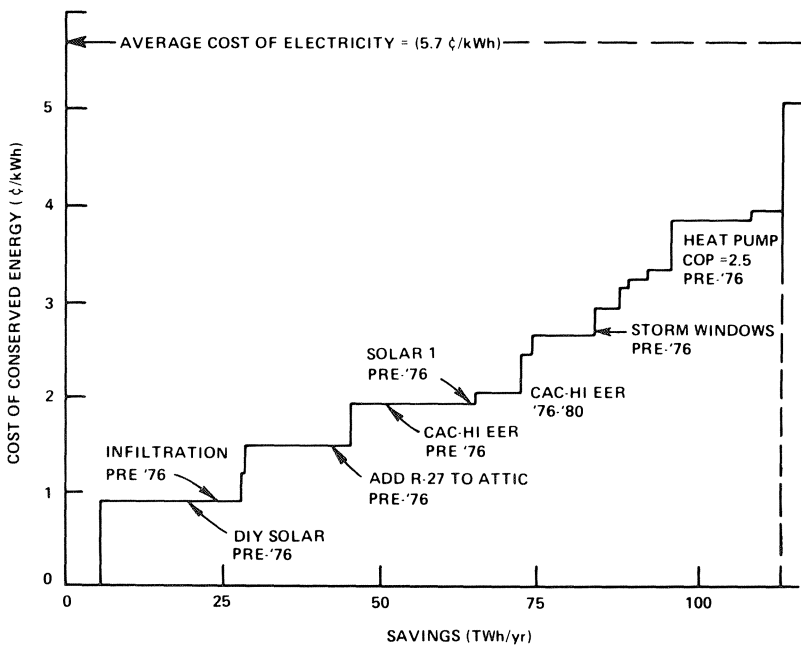 AVERAGE COST OF ELECTRICITY = (5.7 ¢/kWh)
COST OF CONSERVED ENERGY (¢/kWh)
5
4
3
2
1
0
HEAT PUMP
COP =2.5
PRE-'76
STORM WINDOWS
PRE-'76
SOLAR 1
PRE-'76
CAC-HI EER
'76-'80
CAC-HI EER
PRE '76
INFILTRATION
PRE '76
ADD R-27 TO ATTIC
PRE-'76
DIY SOLAR
PRE-'76
0
25
50
75
100
SAVINGS (TWh/yr)